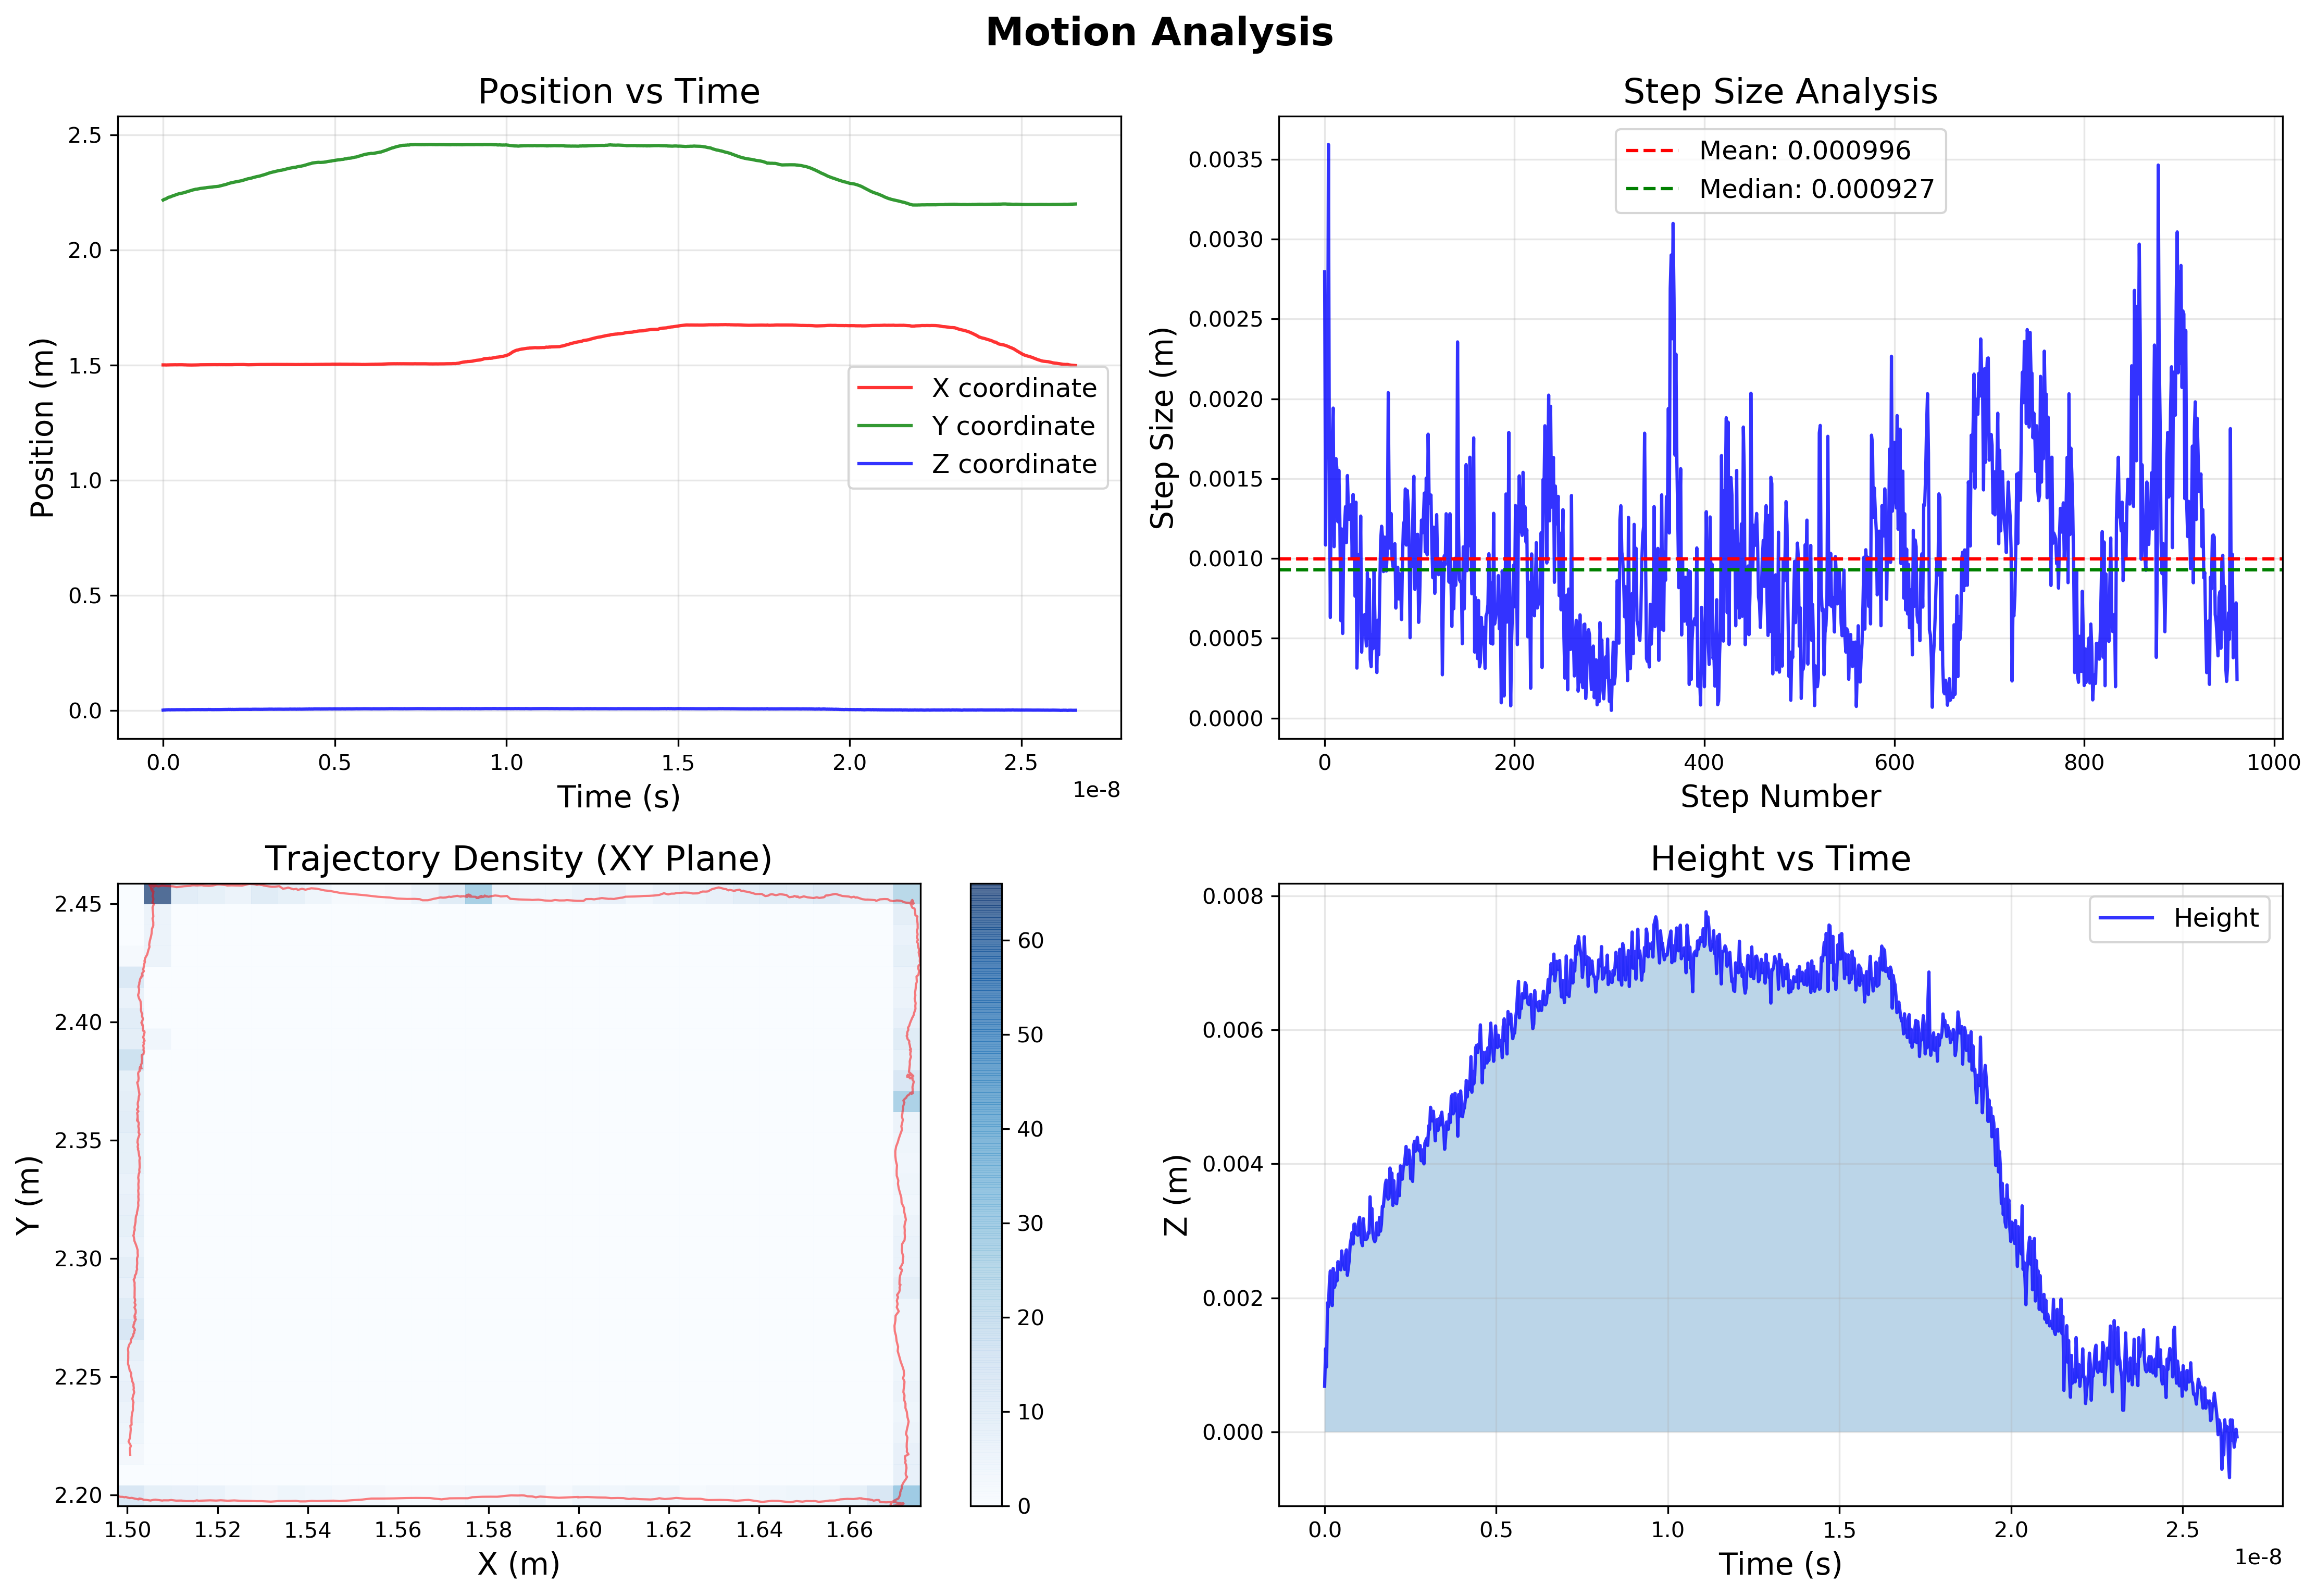 Motion Analysis
Position vs Time
2.5
2.0
1.5
1.0
0.5
0.0
Position (m)
X coordinate
Y coordinate
Z coordinate
0.0 0.5 1.0 1.5 2.0 2.5
1e-8
Time (s)
Step Size Analysis
0.0035
0.0030
0.0025
0.0020
0.0015
0.0010
0.0005
0.0000
Step Size (m)
Mean: 0.000996
Median: 0.000927
0 200 400 600 800 1000
Step Number
Trajectory Density (XY Plane)
2.45
2.40
2.35
2.30
2.25
2.20
Y (m)
1.50 1.52 1.54 1.56 1.58 1.60 1.62 1.64 1.66
X (m)
60
50
40
30
20
10
0
Height vs Time
0.008
0.006
0.004
0.002
0.000
Z (m)
Height
0.0 0.5 1.0 1.5 2.0 2.5
1e-8
Time (s)